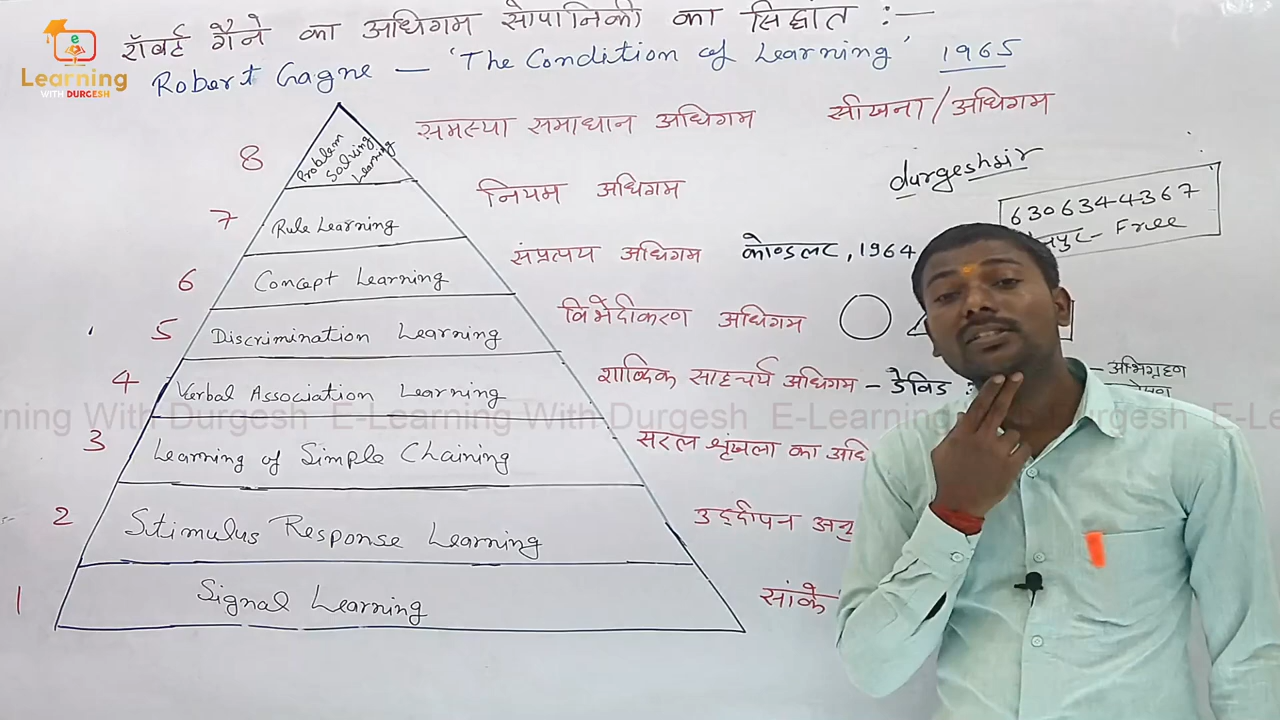 रॉबर्ट गैने का अधिगम सोपानिकी का सिद्धांत :—
Robert Gagne — 'The Condition of Learning' 1965
e
Learning
WITH DURGESH
सीखना / अधिगम
durgeshsir
6306344367
Free
8 Problem Solving Learning समस्या समाधान अधिगम
7 Rule Learning नियम अधिगम
6 Concept Learning संप्रत्यय अधिगम केण्डलर, 1964
5 Discrimination Learning विभेदीकरण अधिगम
4 Verbal Association Learning शाब्दिक साहचर्य अधिगम – डेविड
अभिग्रहण
E-Learning With Durgesh
3 Learning of Simple Chaining सरल श्रृंखला का
2 Stimulus Response Learning उद्दीपन
1 Signal Learning